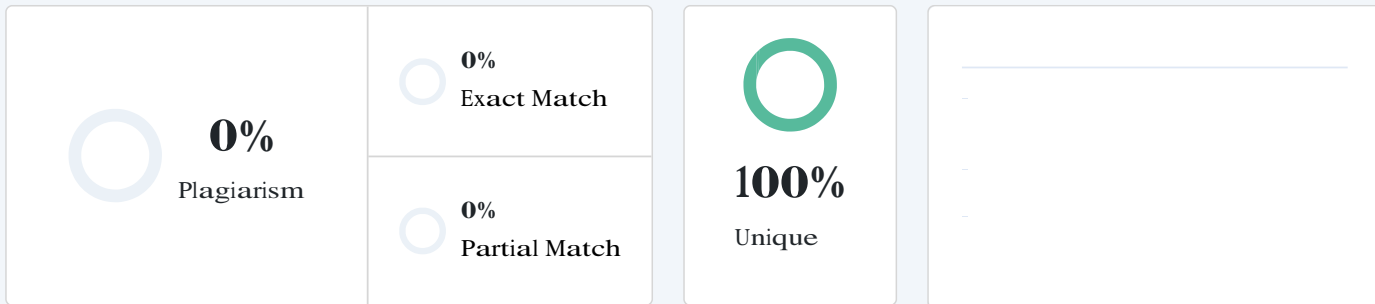 0%
Plagiarism
0%
Exact Match
0%
Partial Match
100%
Unique